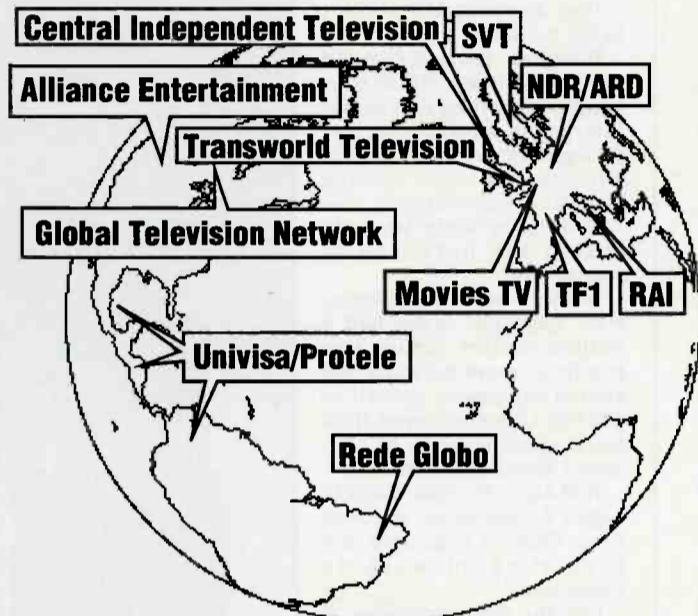 Central Independent Television
SVT
Alliance Entertainment
NDR/ARD
Transworld Television
Global Television Network
Movies TV
TF1
RAI
Univisa/Protele
Rede Globo